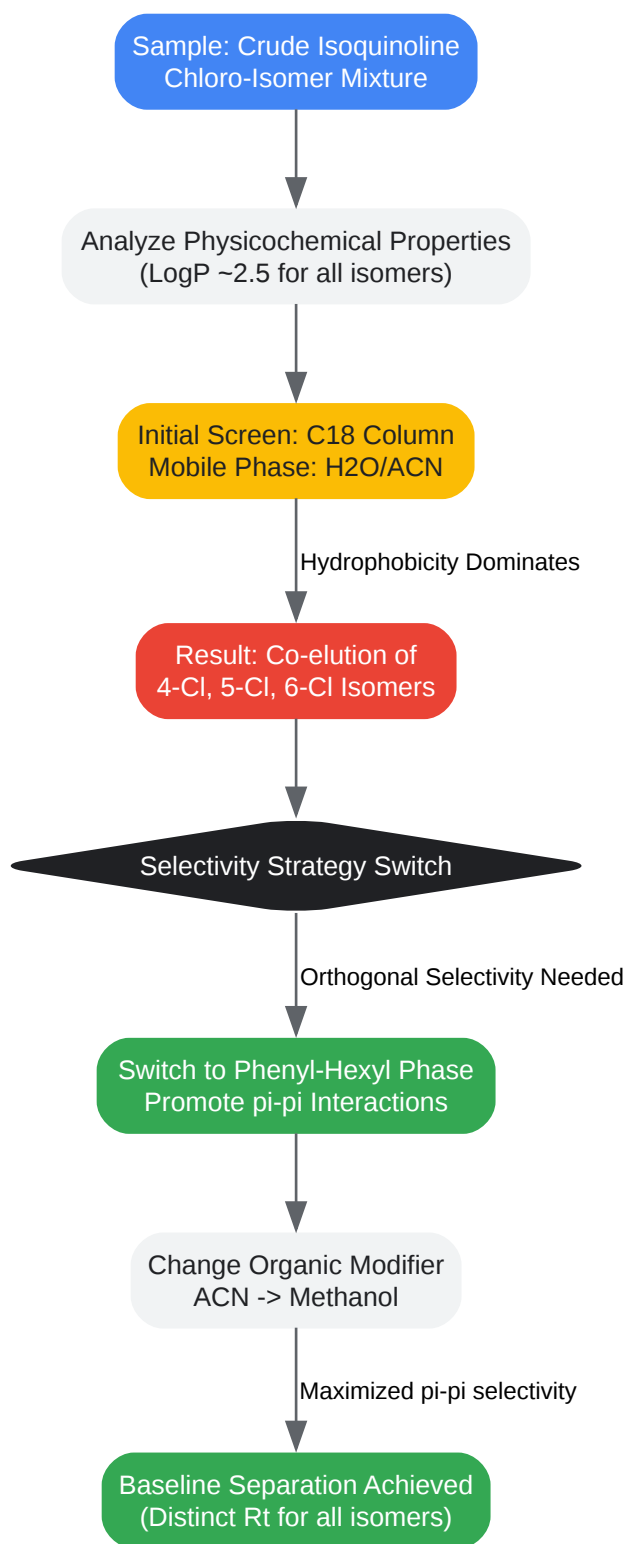 Sample: Crude Isoquinoline
Chloro-Isomer Mixture
Analyze Physicochemical Properties
(LogP ~2.5 for all isomers)
Initial Screen: C18 Column
Mobile Phase: H2O/ACN
Hydrophobicity Dominates
Result: Co-elution of
4-Cl, 5-Cl, 6-Cl Isomers
Selectivity Strategy Switch
Orthogonal Selectivity Needed
Switch to Phenyl-Hexyl Phase
Promote pi-pi Interactions
Change Organic Modifier
ACN -> Methanol
Maximized pi-pi selectivity
Baseline Separation Achieved
(Distinct Rt for all isomers)